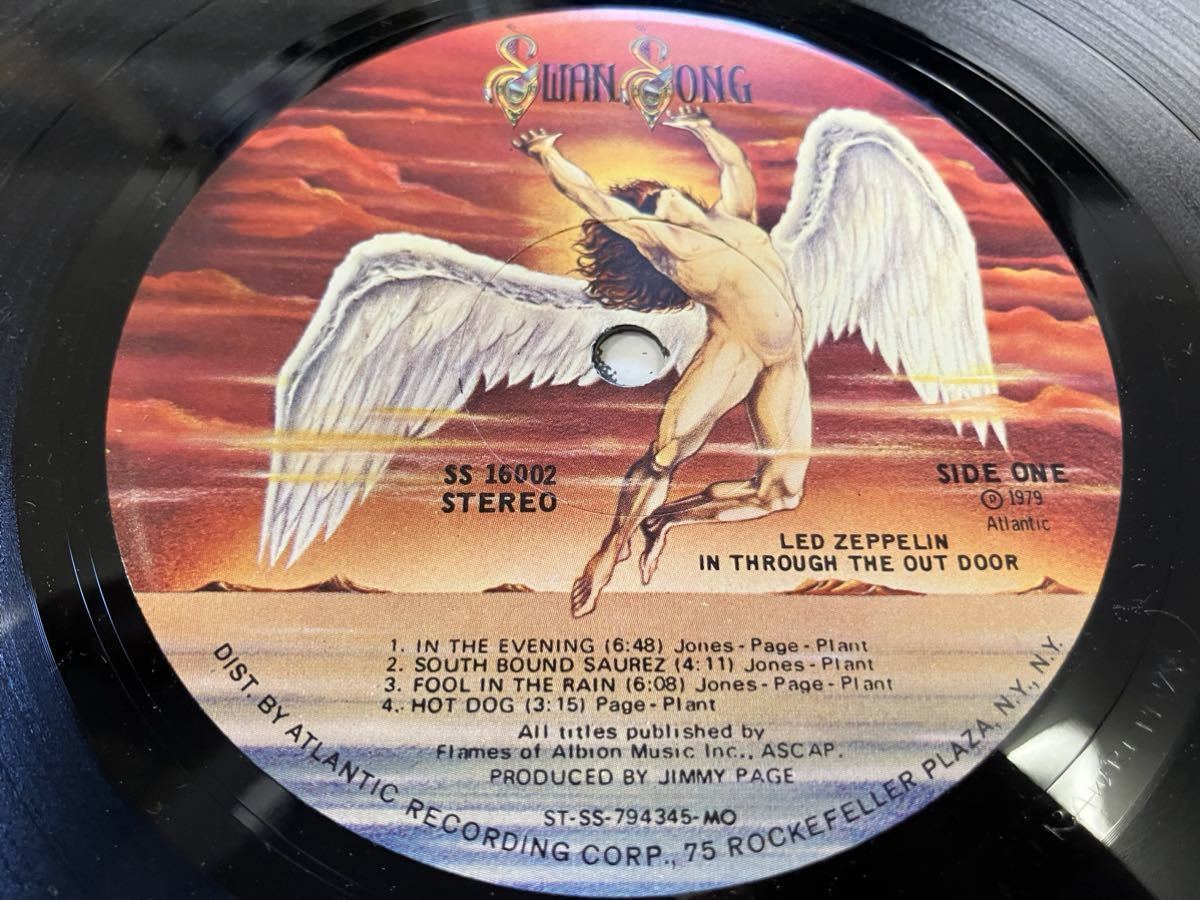 SWAN SONG
SS 16002
STEREO
SIDE ONE
Ⓟ 1979
Atlantic
LED ZEPPELIN
IN THROUGH THE OUT DOOR
1. IN THE EVENING (6:48) Jones-Page-Plant
2. SOUTH BOUND SAUREZ (4:11) Jones-Plant
3. FOOL IN THE RAIN (6:08) Jones-Page-Plant
4. HOT DOG (3:15) Page-Plant
All titles published by
Flames of Albion Music Inc., ASCAP.
PRODUCED BY JIMMY PAGE
ST-SS-794345-MO
DIST. BY ATLANTIC RECORDING CORP., 75 ROCKEFELLER PLAZA, N.Y., N.Y.